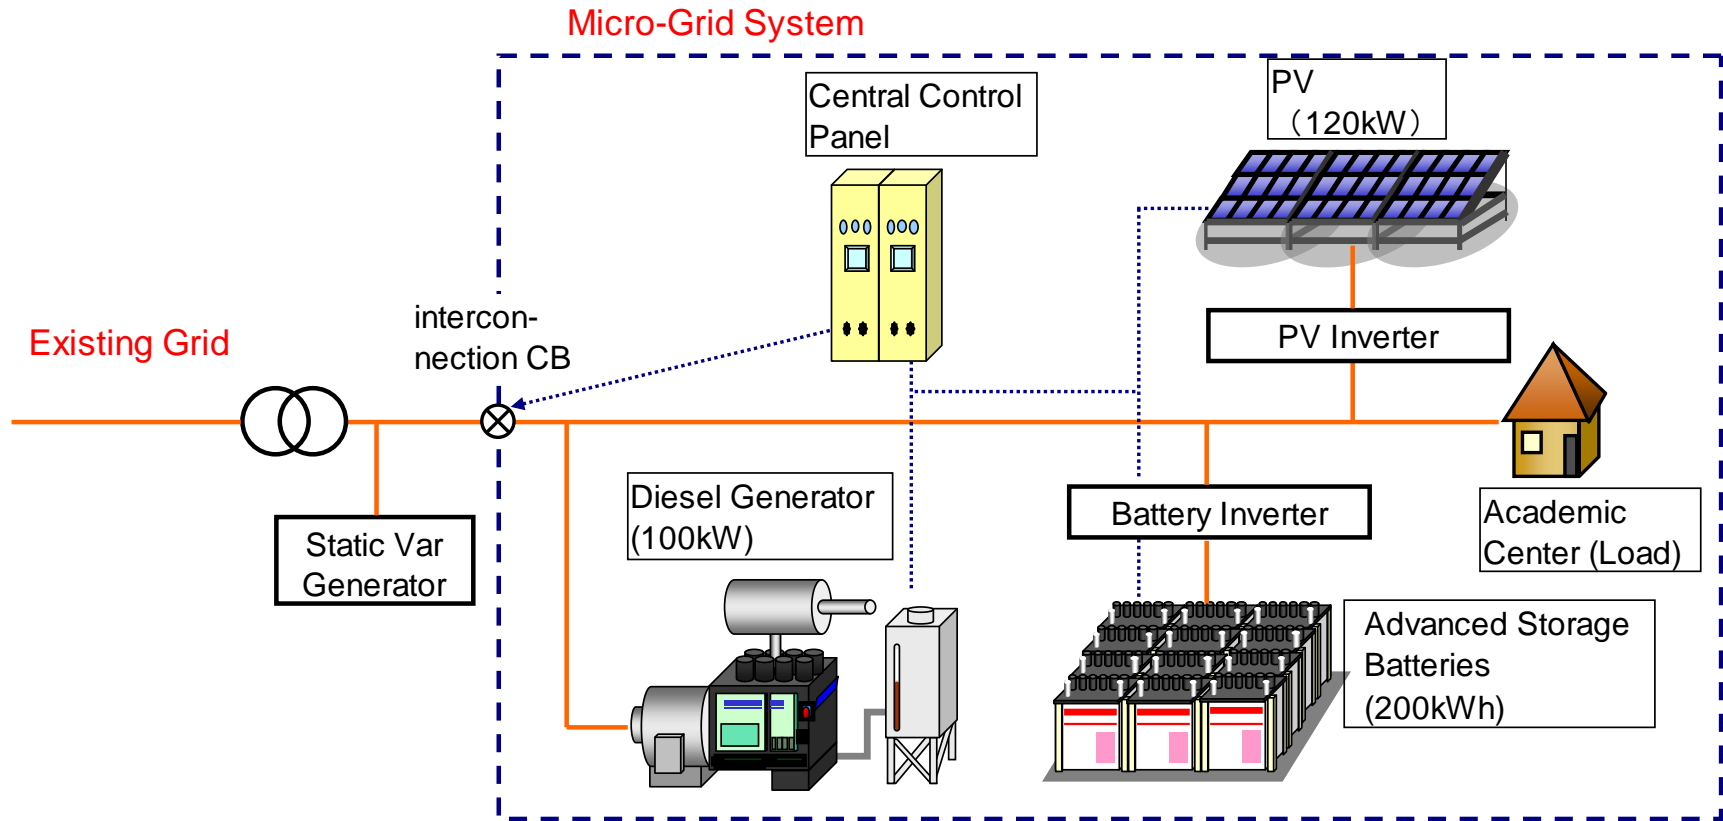 Micro-Grid System
Central Control
Panel
PV
（120kW）
intercon-
nection CB
Existing Grid
PV Inverter
Diesel Generator
(100kW)
Battery Inverter
Academic
Center (Load)
Static Var
Generator
Advanced Storage
Batteries
(200kWh)